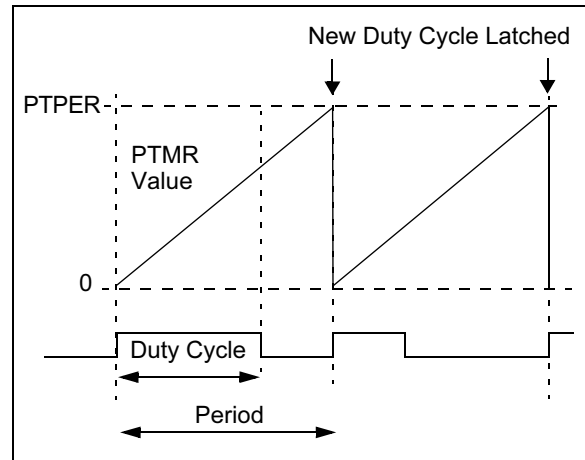 New Duty Cycle Latched
PTPER
PTMR
Value
0
Duty Cycle
Period